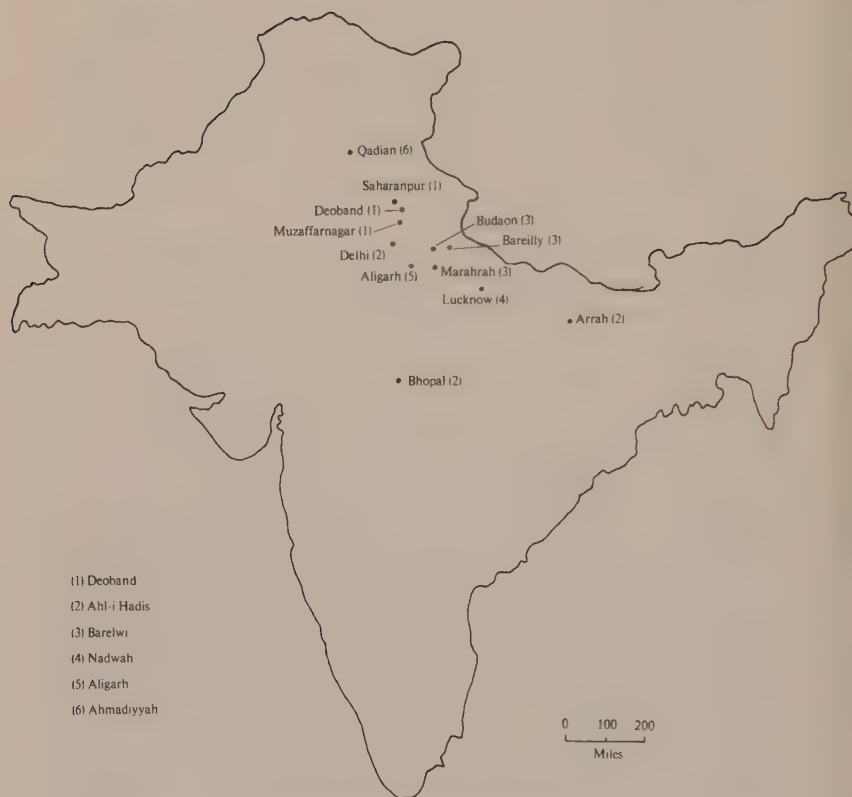 Qadian (6)
Saharanpur (1)
Deoband (1)
Muzaffarnagar (1)
Budaon (3)
Bareilly (3)
Delhi (2)
Aligarh (5)
Marahrah (3)
Lucknow (4)
Arrah (2)
Bhopal (2)
(1) Deoband
(2) Ahl-i Hadis
(3) Barelwi
(4) Nadwah
(5) Aligarh
(6) Ahmadiyyah
0 100 200
Miles